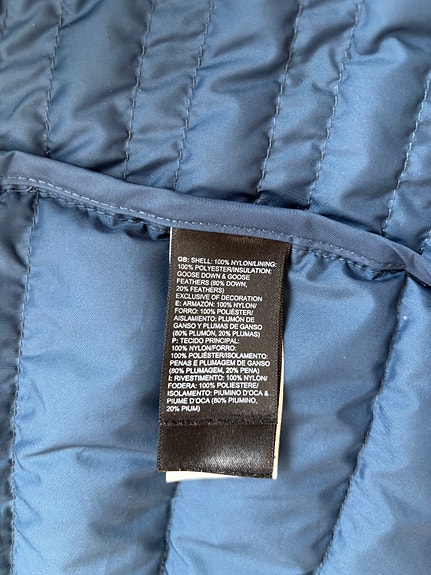 GB: SHELL: 100% NYLON/LINING:
100% POLYESTER/INSULATION:
GOOSE DOWN & GOOSE
FEATHERS (80% DOWN,
20% FEATHERS)
EXCLUSIVE OF DECORATION
E: ARMAZÓN: 100% NYLON/
FORRO: 100% POLIÉSTER/
AISLAMIENTO: PLUMÓN DE
GANSO Y PLUMAS DE GANSO
(80% PLUMÓN, 20% PLUMAS)
P: TECIDO PRINCIPAL:
100% NYLON/FORRO:
100% POLIÉSTER/ISOLAMENTO:
PENAS E PLUMAGEM DE GANSO
(80% PLUMAGEM, 20% PENA)
I: RIVESTIMENTO: 100% NYLON/
FODERA: 100% POLIESTERE/
ISOLAMENTO: PIUMINO D'OCA &
PIUME D'OCA (80% PIUMINO,
20% PIUM)